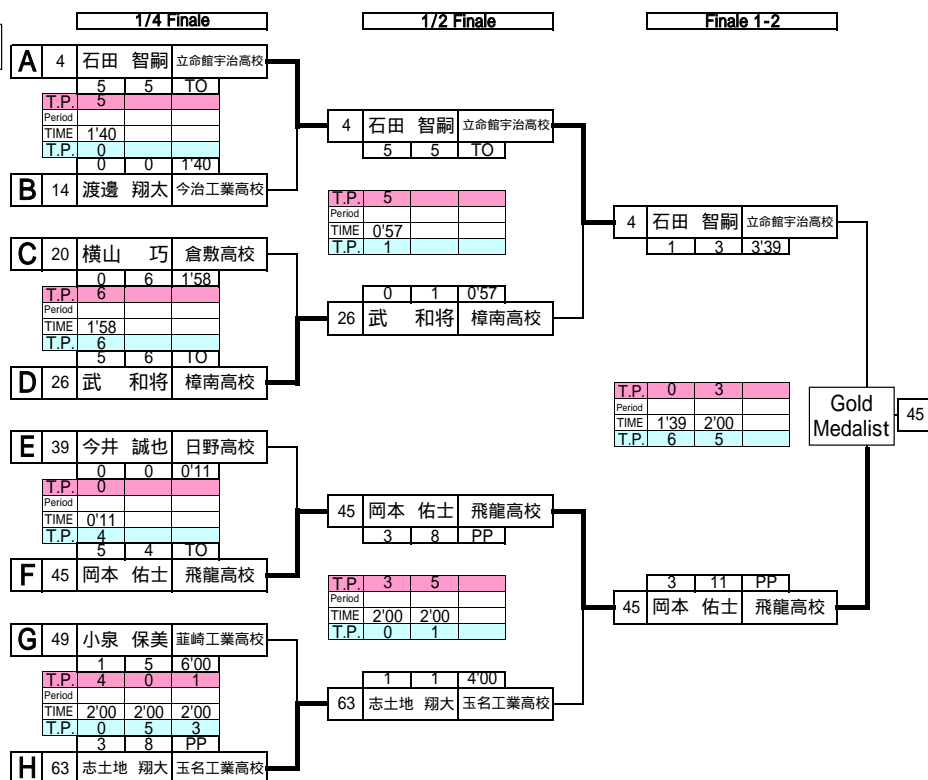 1/4 Finale 1/2 Finale Finale 1-2
A 4 石田 智嗣 立命館宇治高校
5 5 TO
T.P. 5
Period
TIME 1'40
T.P. 0
0 0 1'40
B 14 渡邊 翔太 今治工業高校
4 石田 智嗣 立命館宇治高校
5 5 TO
T.P. 5
Period
TIME 0'57
T.P. 1
0 1 0'57
26 武 和将 樟南高校
C 20 横山 巧 倉敷高校
0 6 1'58
T.P. 6
Period
TIME 1'58
T.P. 6
5 6 TO
D 26 武 和将 樟南高校
4 石田 智嗣 立命館宇治高校
1 3 3'39
T.P. 0 3
Period
TIME 1'39 2'00
T.P. 6 5
Gold
Medalist 45
E 39 今井 誠也 日野高校
0 0 0'11
T.P. 0
Period
TIME 0'11
T.P. 4
5 4 TO
F 45 岡本 佑士 飛龍高校
45 岡本 佑士 飛龍高校
3 8 PP
T.P. 3 5
Period
TIME 2'00 2'00
T.P. 0 1
1 1 4'00
63 志土地 翔大 玉名工業高校
3 11 PP
45 岡本 佑士 飛龍高校
G 49 小泉 保美 韮崎工業高校
1 5 6'00
T.P. 4 0 1
Period
TIME 2'00 2'00 2'00
T.P. 0 5 3
3 8 PP
H 63 志土地 翔大 玉名工業高校